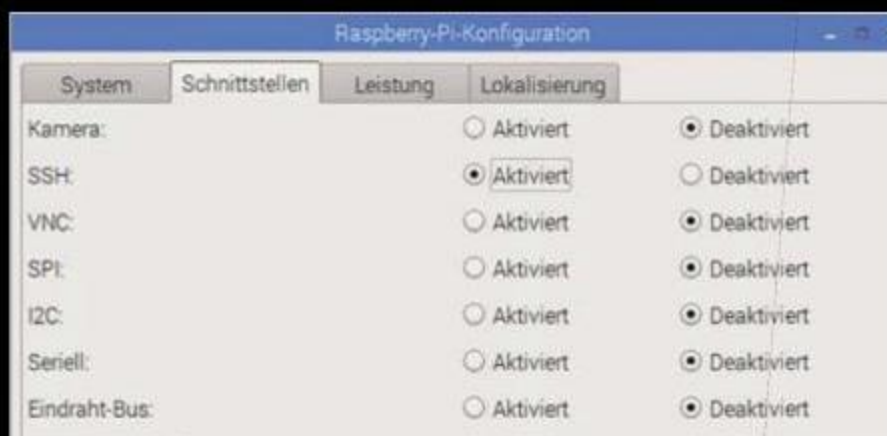 Raspberry-Pi-Konfiguration
System Schnittstellen Leistung Lokalisierung
Kamera: Aktiviert Deaktiviert
SSH: Aktiviert Deaktiviert
VNC: Aktiviert Deaktiviert
SPI: Aktiviert Deaktiviert
I2C: Aktiviert Deaktiviert
Seriell: Aktiviert Deaktiviert
Eindraht-Bus: Aktiviert Deaktiviert